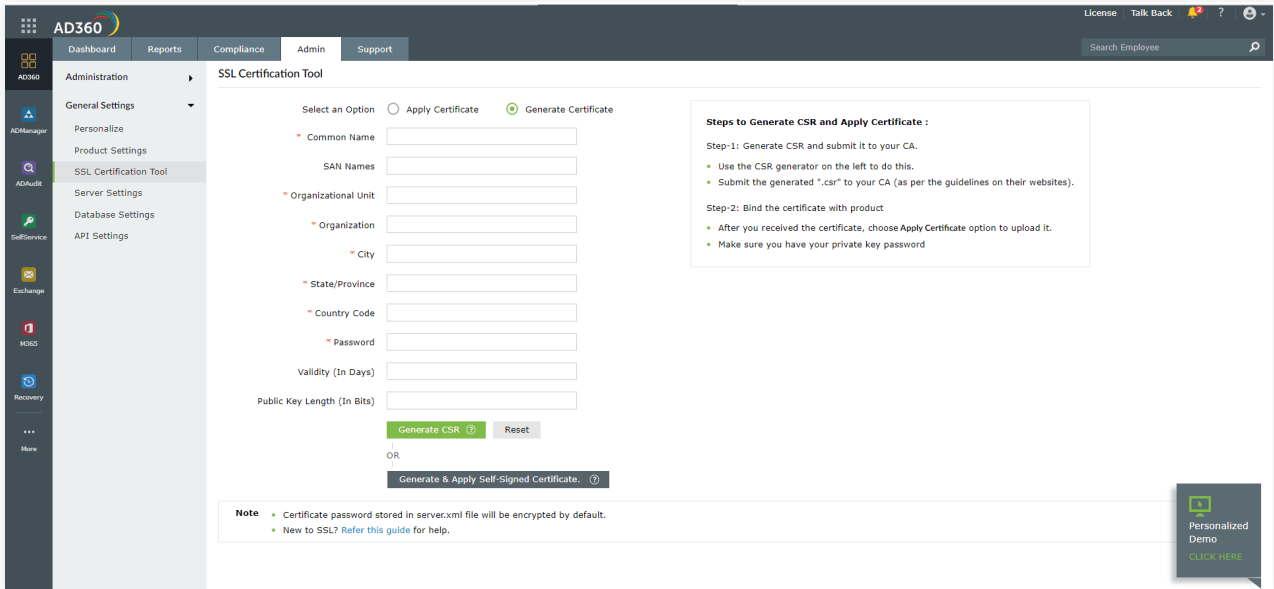 License Talk Back 2 ?
AD360
Dashboard Reports Compliance Admin Support
Search Employee
AD360
ADManager
ADAudit
SelfService
Exchange
M365
Recovery
More
Administration
General Settings
Personalize
Product Settings
SSL Certification Tool
Server Settings
Database Settings
API Settings
SSL Certification Tool
Select an Option Apply Certificate Generate Certificate
* Common Name
SAN Names
* Organizational Unit
* Organization
* City
* State/Province
* Country Code
* Password
Validity (In Days)
Public Key Length (In Bits)
Generate CSR ? Reset
OR
Generate & Apply Self-Signed Certificate. ?
Steps to Generate CSR and Apply Certificate :
Step-1: Generate CSR and submit it to your CA.
• Use the CSR generator on the left to do this.
• Submit the generated ".csr" to your CA (as per the guidelines on their websites).
Step-2: Bind the certificate with product
• After you received the certificate, choose Apply Certificate option to upload it.
• Make sure you have your private key password
Note • Certificate password stored in server.xml file will be encrypted by default.
• New to SSL? Refer this guide for help.
Personalized
Demo
CLICK HERE